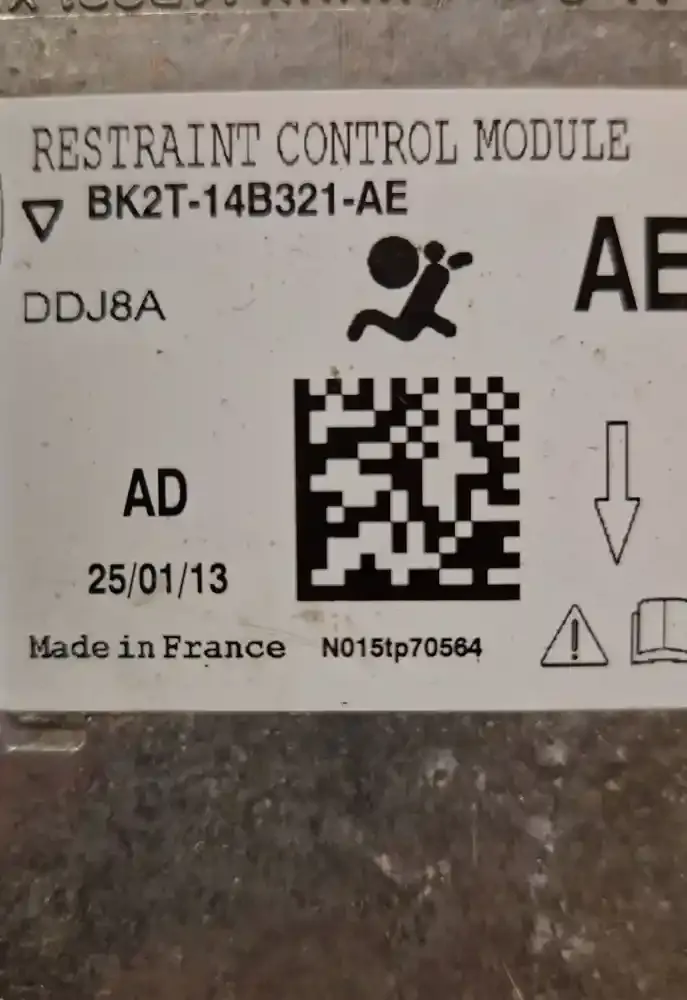 RESTRAINT CONTROL MODULE
BK2T-14B321-AE
DDJ8A
AE
AD
25/01/13
Made in France N015tp70564